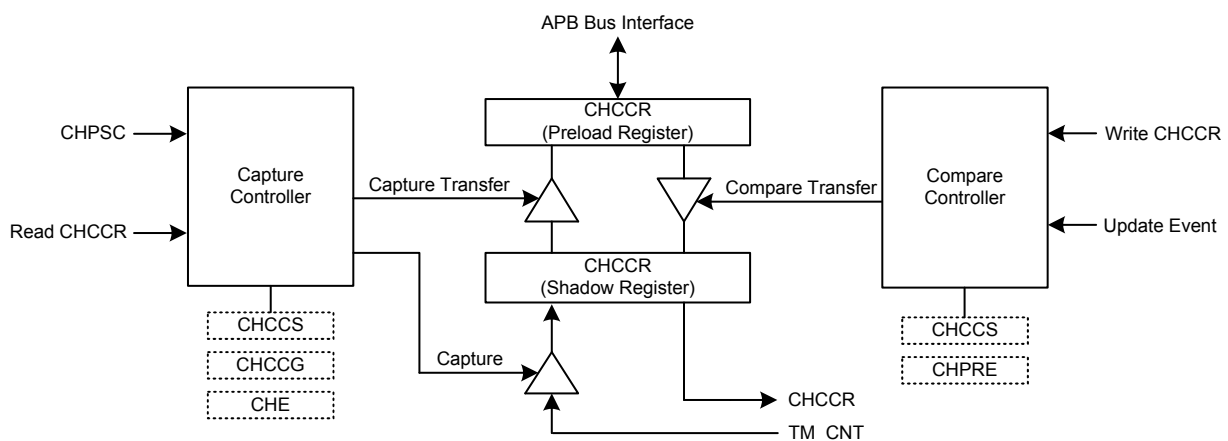 APB Bus Interface
CHCCR
(Preload Register)
CHPSC
Write CHCCR
Capture
Controller
Capture Transfer
Compare Transfer
Compare
Controller
Read CHCCR
Update Event
CHCCR
(Shadow Register)
CHCCS
CHCCG
CHE
Capture
CHCCS
CHPRE
CHCCR
TM_CNT